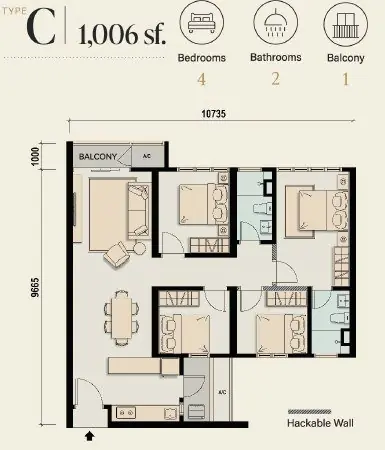 TYPE
C | 1,006 sf.
Bedrooms
4
Bathrooms
2
Balcony
1
10735
1000
BALCONY
A/C
9665
A/C
Hackable Wall